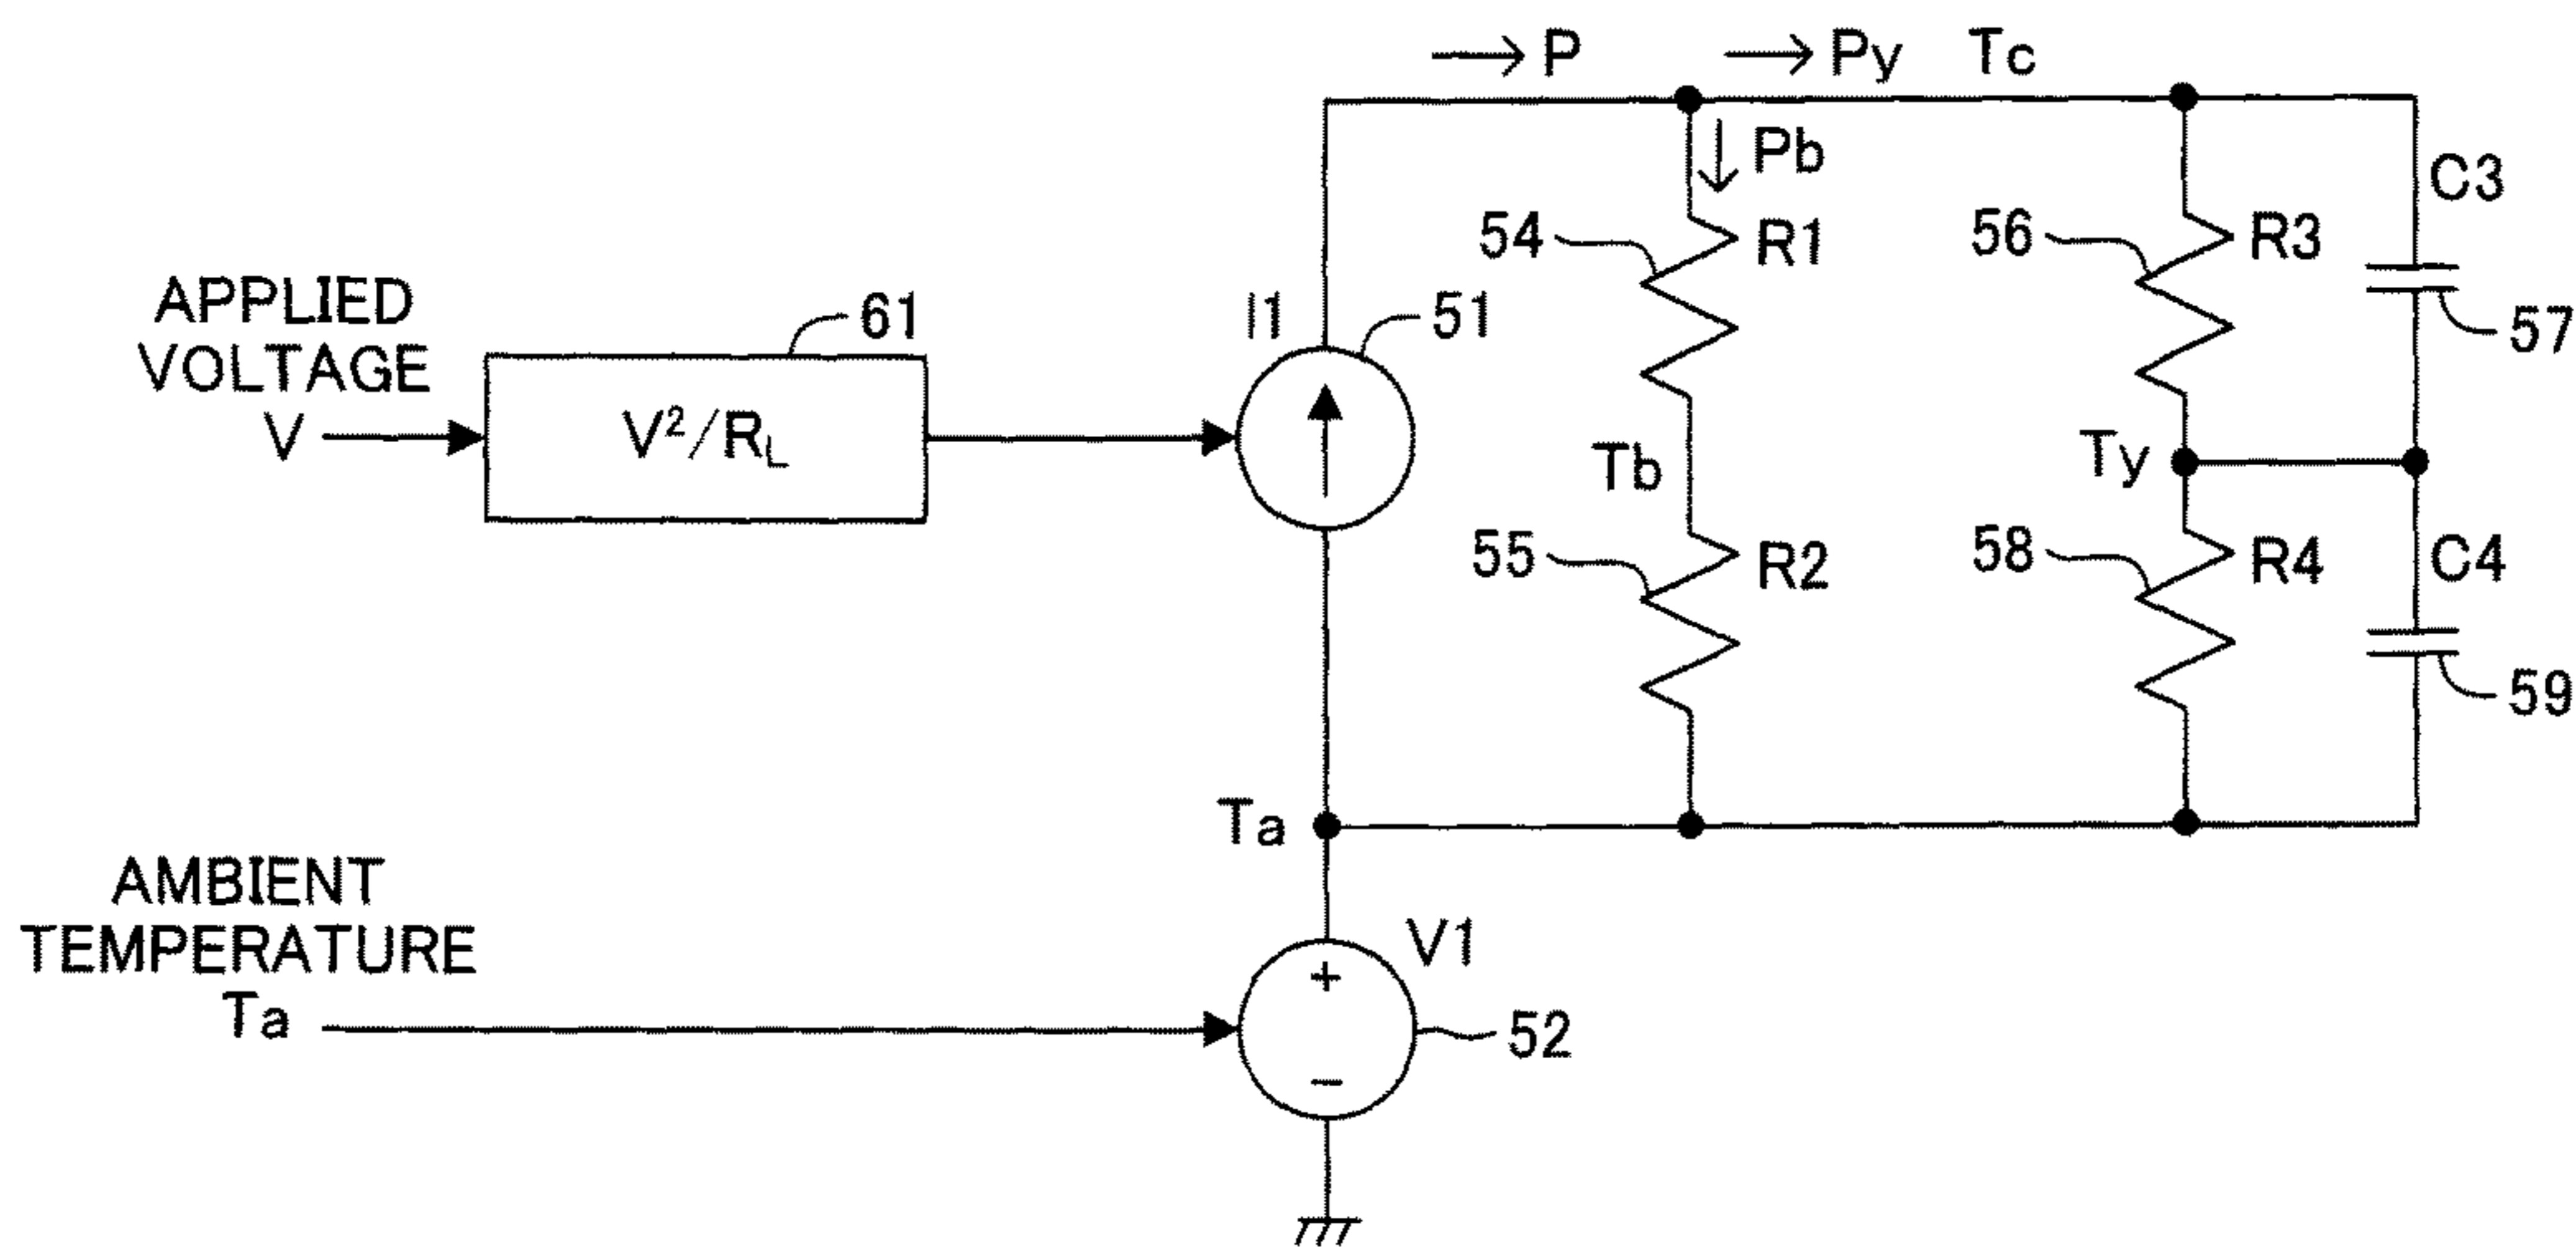 P
Py
Tc
Pb
C3
54
R1
56
R3
APPLIED
VOLTAGE
V
61
I1
51
57
V²/RL
Tb
Ty
55
R2
58
R4
C4
59
Ta
AMBIENT
TEMPERATURE
Ta
V1
+
−
52